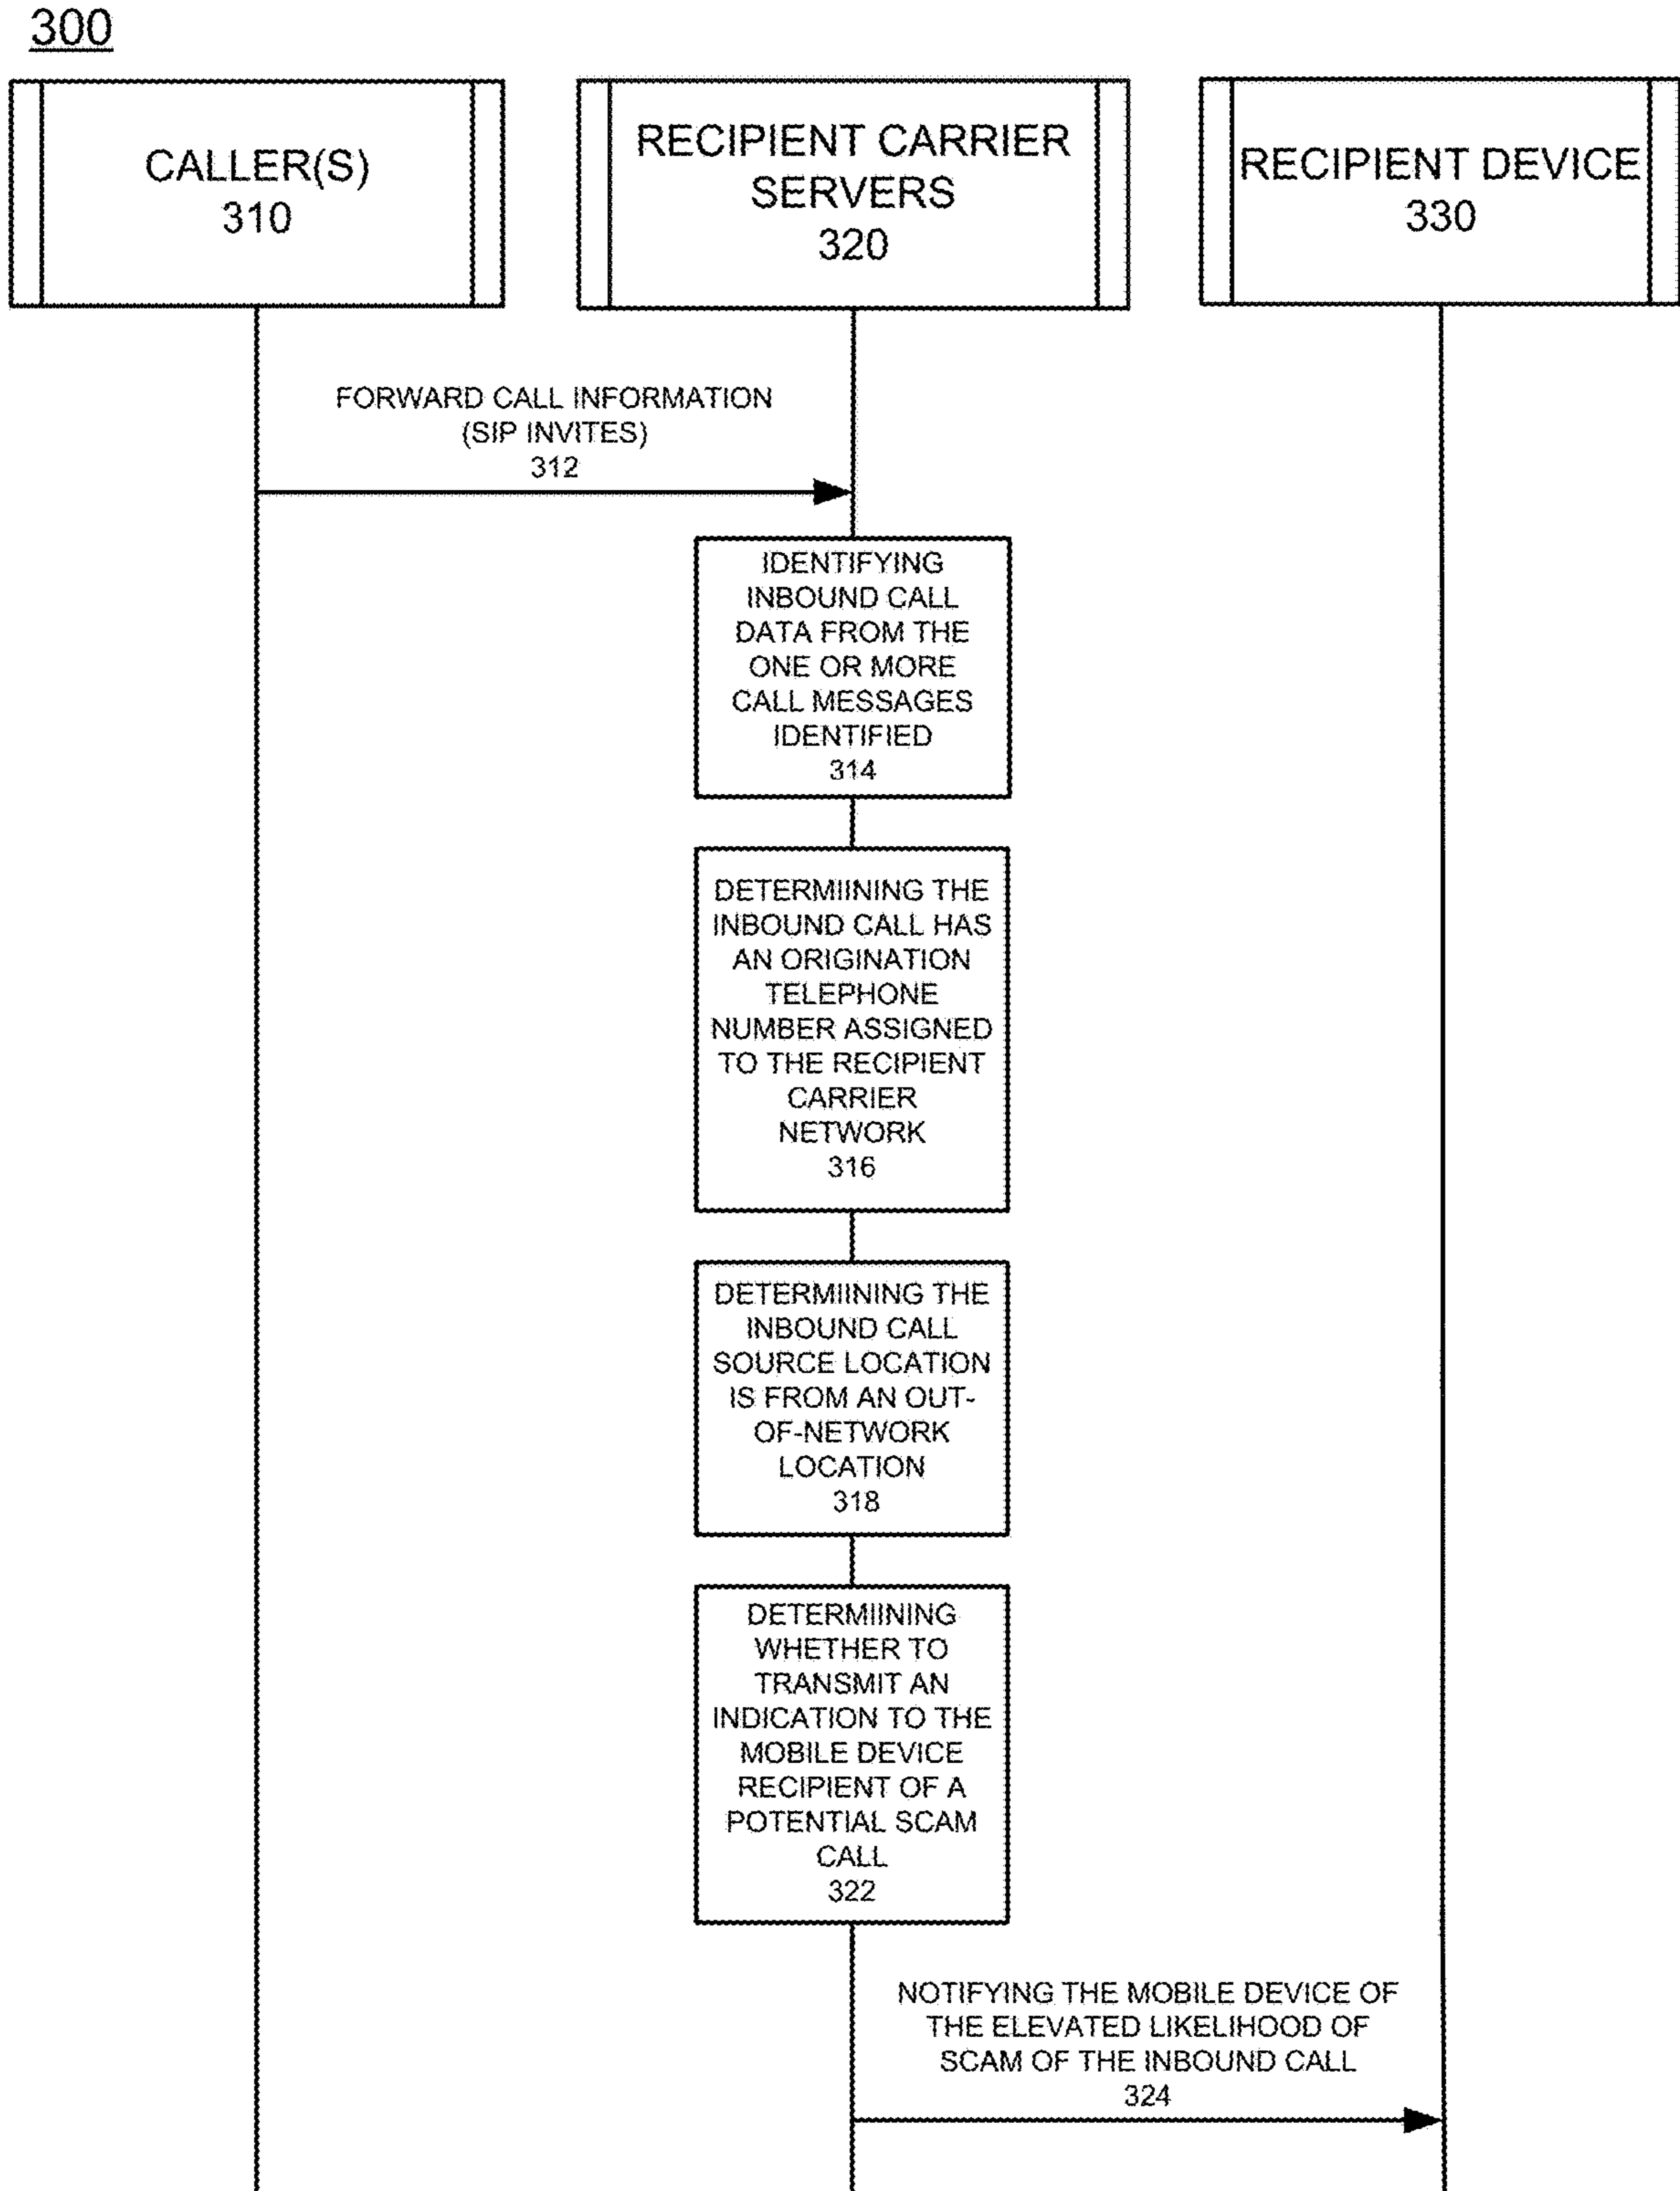 300
CALLER(S)
310
RECIPIENT CARRIER
SERVERS
320
RECIPIENT DEVICE
330
FORWARD CALL INFORMATION
(SIP INVITES)
312
IDENTIFYING
INBOUND CALL
DATA FROM THE
ONE OR MORE
CALL MESSAGES
IDENTIFIED
314
DETERMIINING THE
INBOUND CALL HAS
AN ORIGINATION
TELEPHONE
NUMBER ASSIGNED
TO THE RECIPIENT
CARRIER
NETWORK
316
DETERMIINING THE
INBOUND CALL
SOURCE LOCATION
IS FROM AN OUT-
OF-NETWORK
LOCATION
318
DETERMIINING
WHETHER TO
TRANSMIT AN
INDICATION TO THE
MOBILE DEVICE
RECIPIENT OF A
POTENTIAL SCAM
CALL
322
NOTIFYING THE MOBILE DEVICE OF
THE ELEVATED LIKELIHOOD OF
SCAM OF THE INBOUND CALL
324